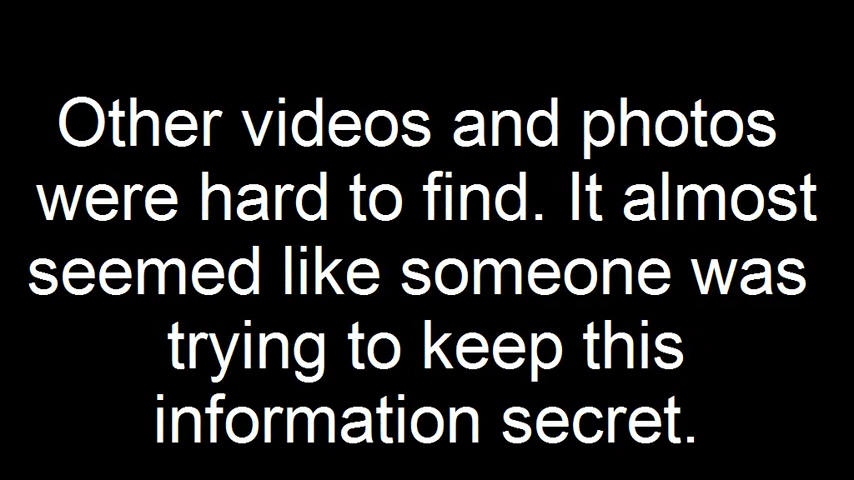 Other videos and photos
were hard to find. It almost
seemed like someone was
trying to keep this
information secret.